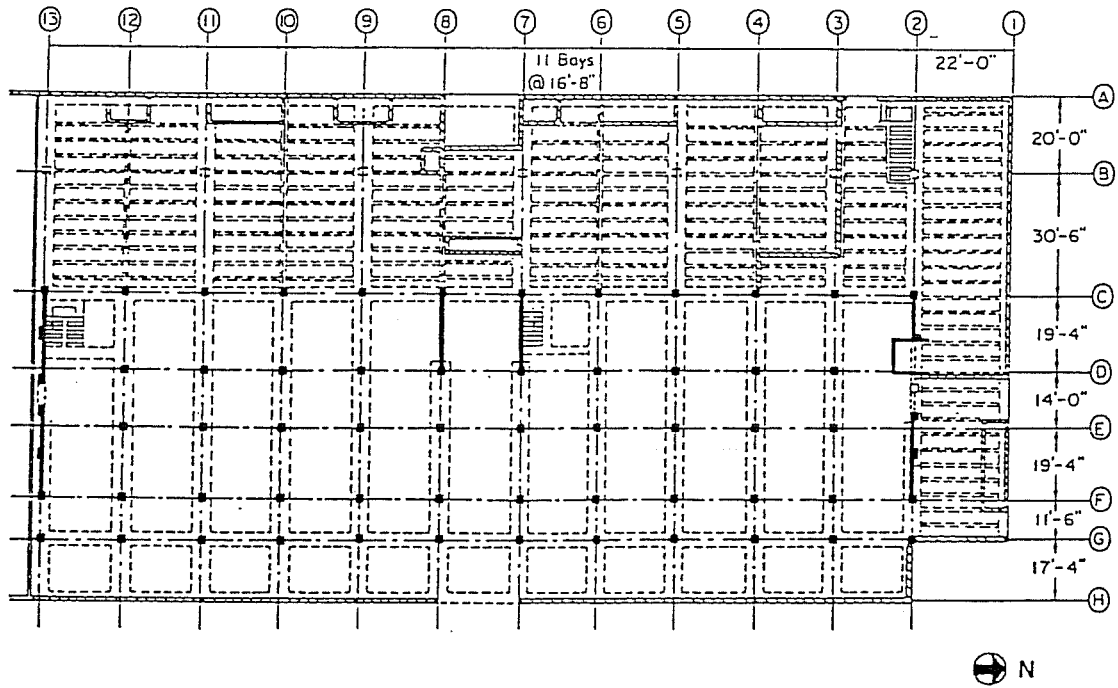 13 12 11 10 9 8 7 6 5 4 3 2 1
11 Bays
@ 16'-8"
22'-0"
A
20'-0"
B
30'-6"
C
19'-4"
D
14'-0"
E
19'-4"
F
11'-6"
G
17'-4"
H
N